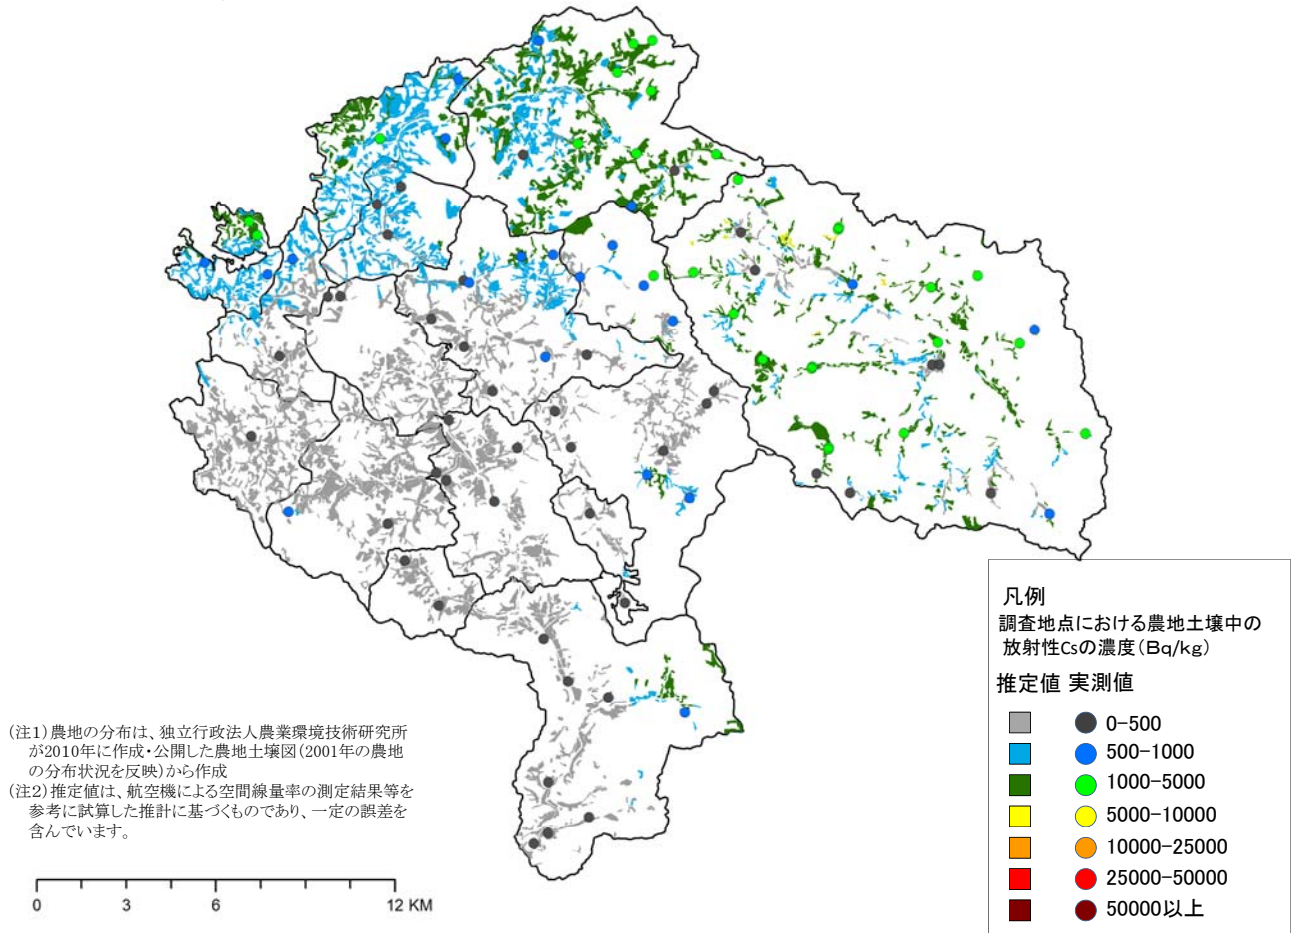 (注1)農地の分布は、独立行政法人農業環境技術研究所
が2010年に作成・公開した農地土壌図(2001年の農地
の分布状況を反映)から作成
(注2)推定値は、航空機による空間線量率の測定結果等を
参考に試算した推計に基づくものであり、一定の誤差を
含んでいます。
0 3 6 12 KM
凡例
調査地点における農地土壌中の
放射性Csの濃度(Bq/kg)
推定値 実測値
0-500
500-1000
1000-5000
5000-10000
10000-25000
25000-50000
50000以上